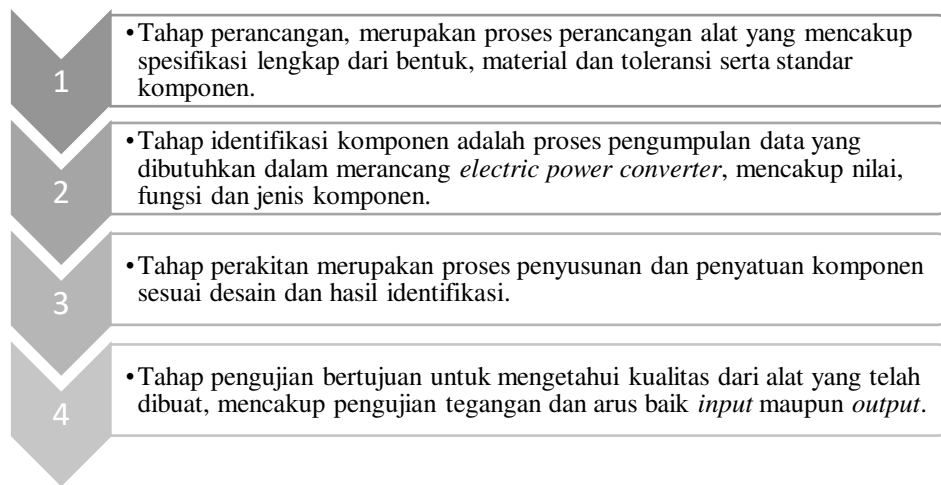 1
•Tahap perancangan, merupakan proses perancangan alat yang mencakup
spesifikasi lengkap dari bentuk, material dan toleransi serta standar
komponen.
2
•Tahap identifikasi komponen adalah proses pengumpulan data yang
dibutuhkan dalam merancang electric power converter, mencakup nilai,
fungsi dan jenis komponen.
3
•Tahap perakitan merupakan proses penyusunan dan penyatuan komponen
sesuai desain dan hasil identifikasi.
4
•Tahap pengujian bertujuan untuk mengetahui kualitas dari alat yang telah
dibuat, mencakup pengujian tegangan dan arus baik input maupun output.